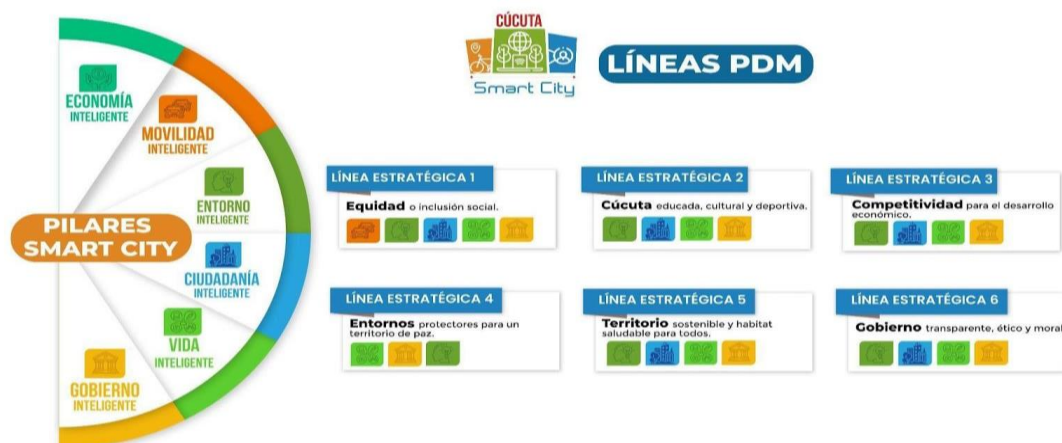 CÚCUTA
Smart City
LÍNEAS PDM
ECONOMÍA
INTELIGENTE
MOVILIDAD
INTELIGENTE
ENTORNO
INTELIGENTE
PILARES
SMART CITY
CIUDADANÍA
INTELIGENTE
VIDA
INTELIGENTE
GOBIERNO
INTELIGENTE
LÍNEA ESTRATÉGICA 1
Equidad o inclusión social.
LÍNEA ESTRATÉGICA 2
Cúcuta educada, cultural y deportiva.
LÍNEA ESTRATÉGICA 3
Competitividad para el desarrollo
económico.
LÍNEA ESTRATÉGICA 4
Entornos protectores para un
territorio de paz.
LÍNEA ESTRATÉGICA 5
Territorio sostenible y habitat
saludable para todos.
LÍNEA ESTRATÉGICA 6
Gobierno transparente, ético y moral